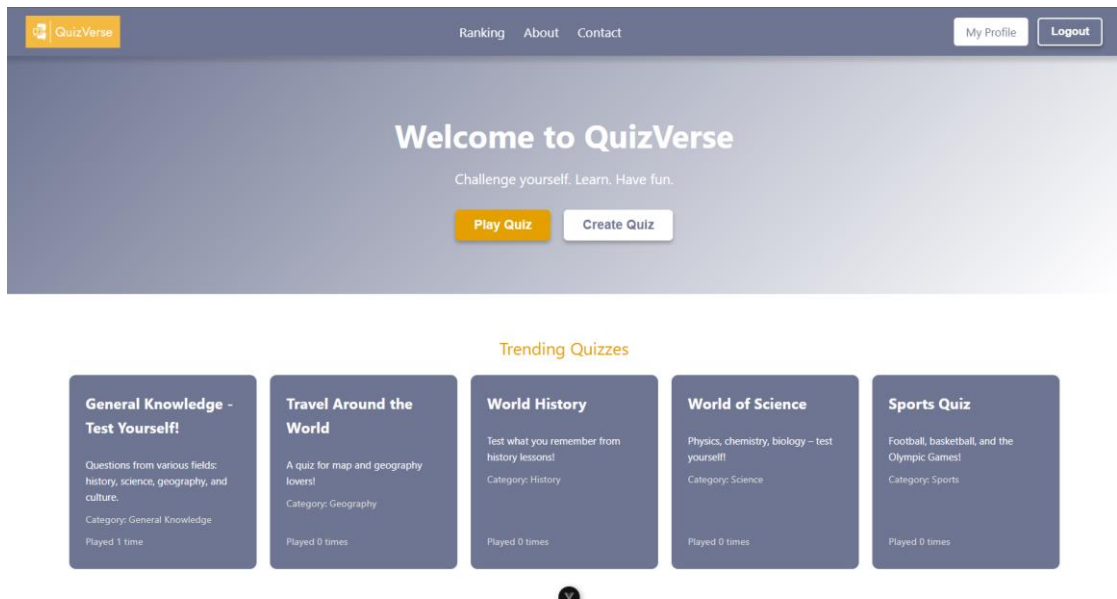 QuizVerse
Ranking About Contact
My Profile Logout
Welcome to QuizVerse
Challenge yourself. Learn. Have fun.
Play Quiz Create Quiz
Trending Quizzes
General Knowledge -
Test Yourself!
Questions from various fields:
history, science, geography, and
culture.
Category: General Knowledge
Played 1 time
Travel Around the
World
A quiz for map and geography
lovers!
Category: Geography
Played 0 times
World History
Test what you remember from
history lessons!
Category: History
Played 0 times
World of Science
Physics, chemistry, biology – test
yourself!
Category: Science
Played 0 times
Sports Quiz
Football, basketball, and the
Olympic Games!
Category: Sports
Played 0 times